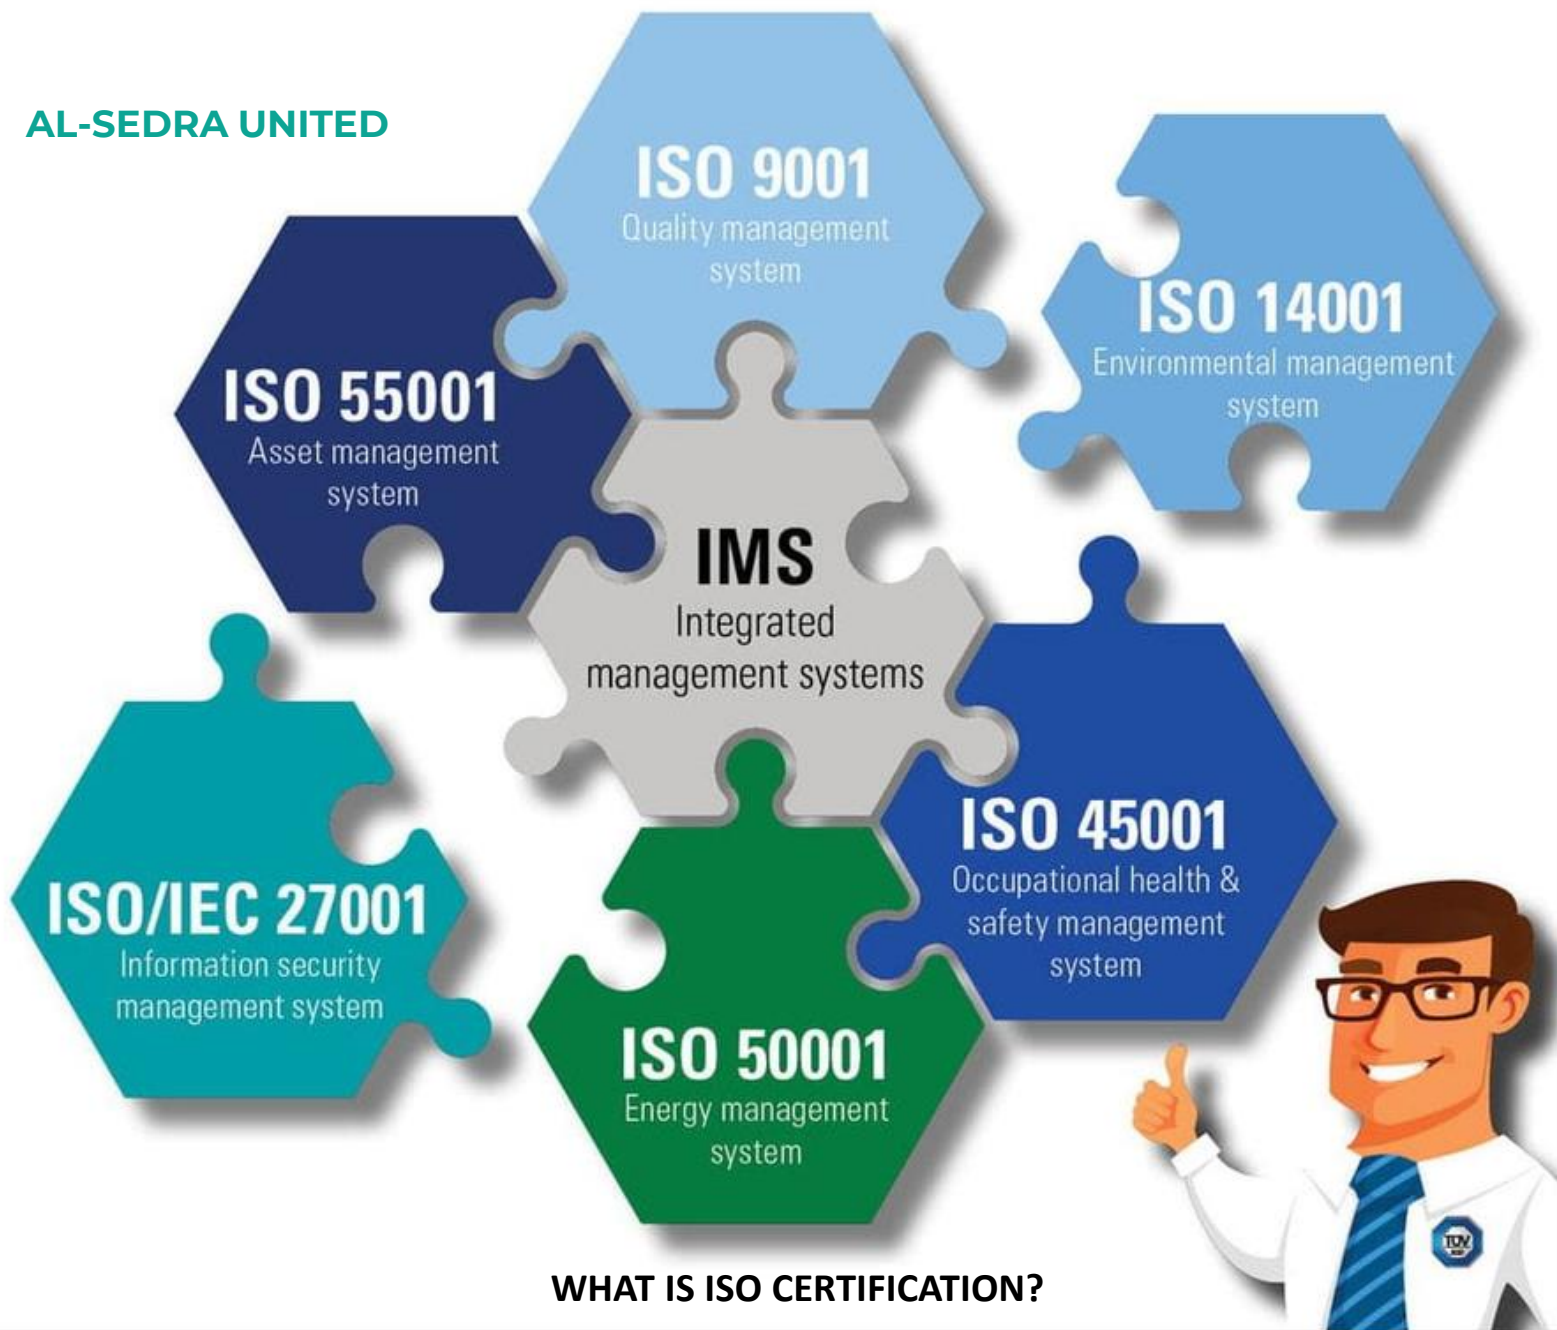 AL-SEDRA UNITED
ISO 9001
Quality management
system
ISO 14001
Environmental management
system
ISO 55001
Asset management
system
IMS
Integrated
management systems
ISO 45001
Occupational health &
safety management
system
ISO/IEC 27001
Information security
management system
ISO 50001
Energy management
system
TÜV
WHAT IS ISO CERTIFICATION?